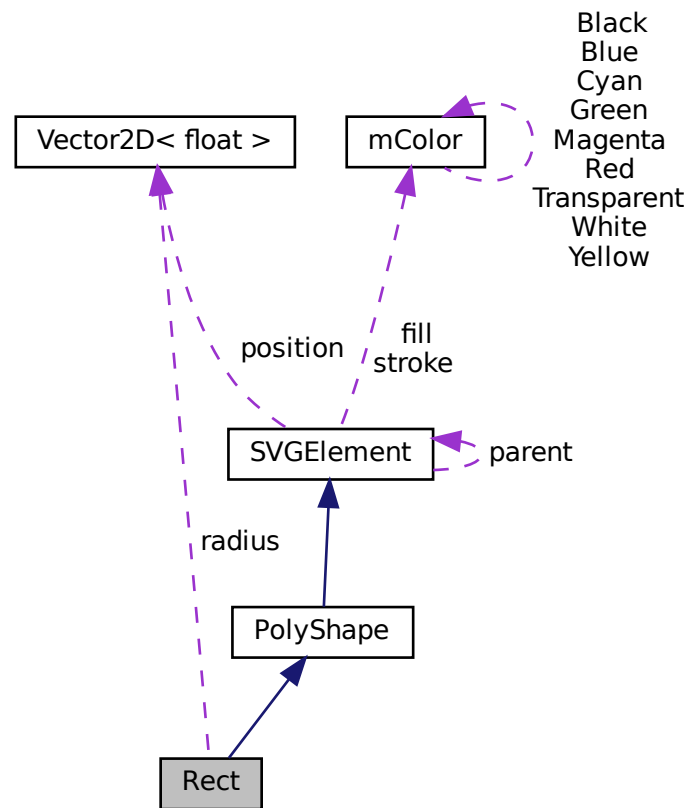 Black
Blue
Cyan
Green
Magenta
Red
Transparent
White
Yellow
Vector2D< float >
mColor
position
fill
stroke
SVGElement
parent
radius
PolyShape
Rect